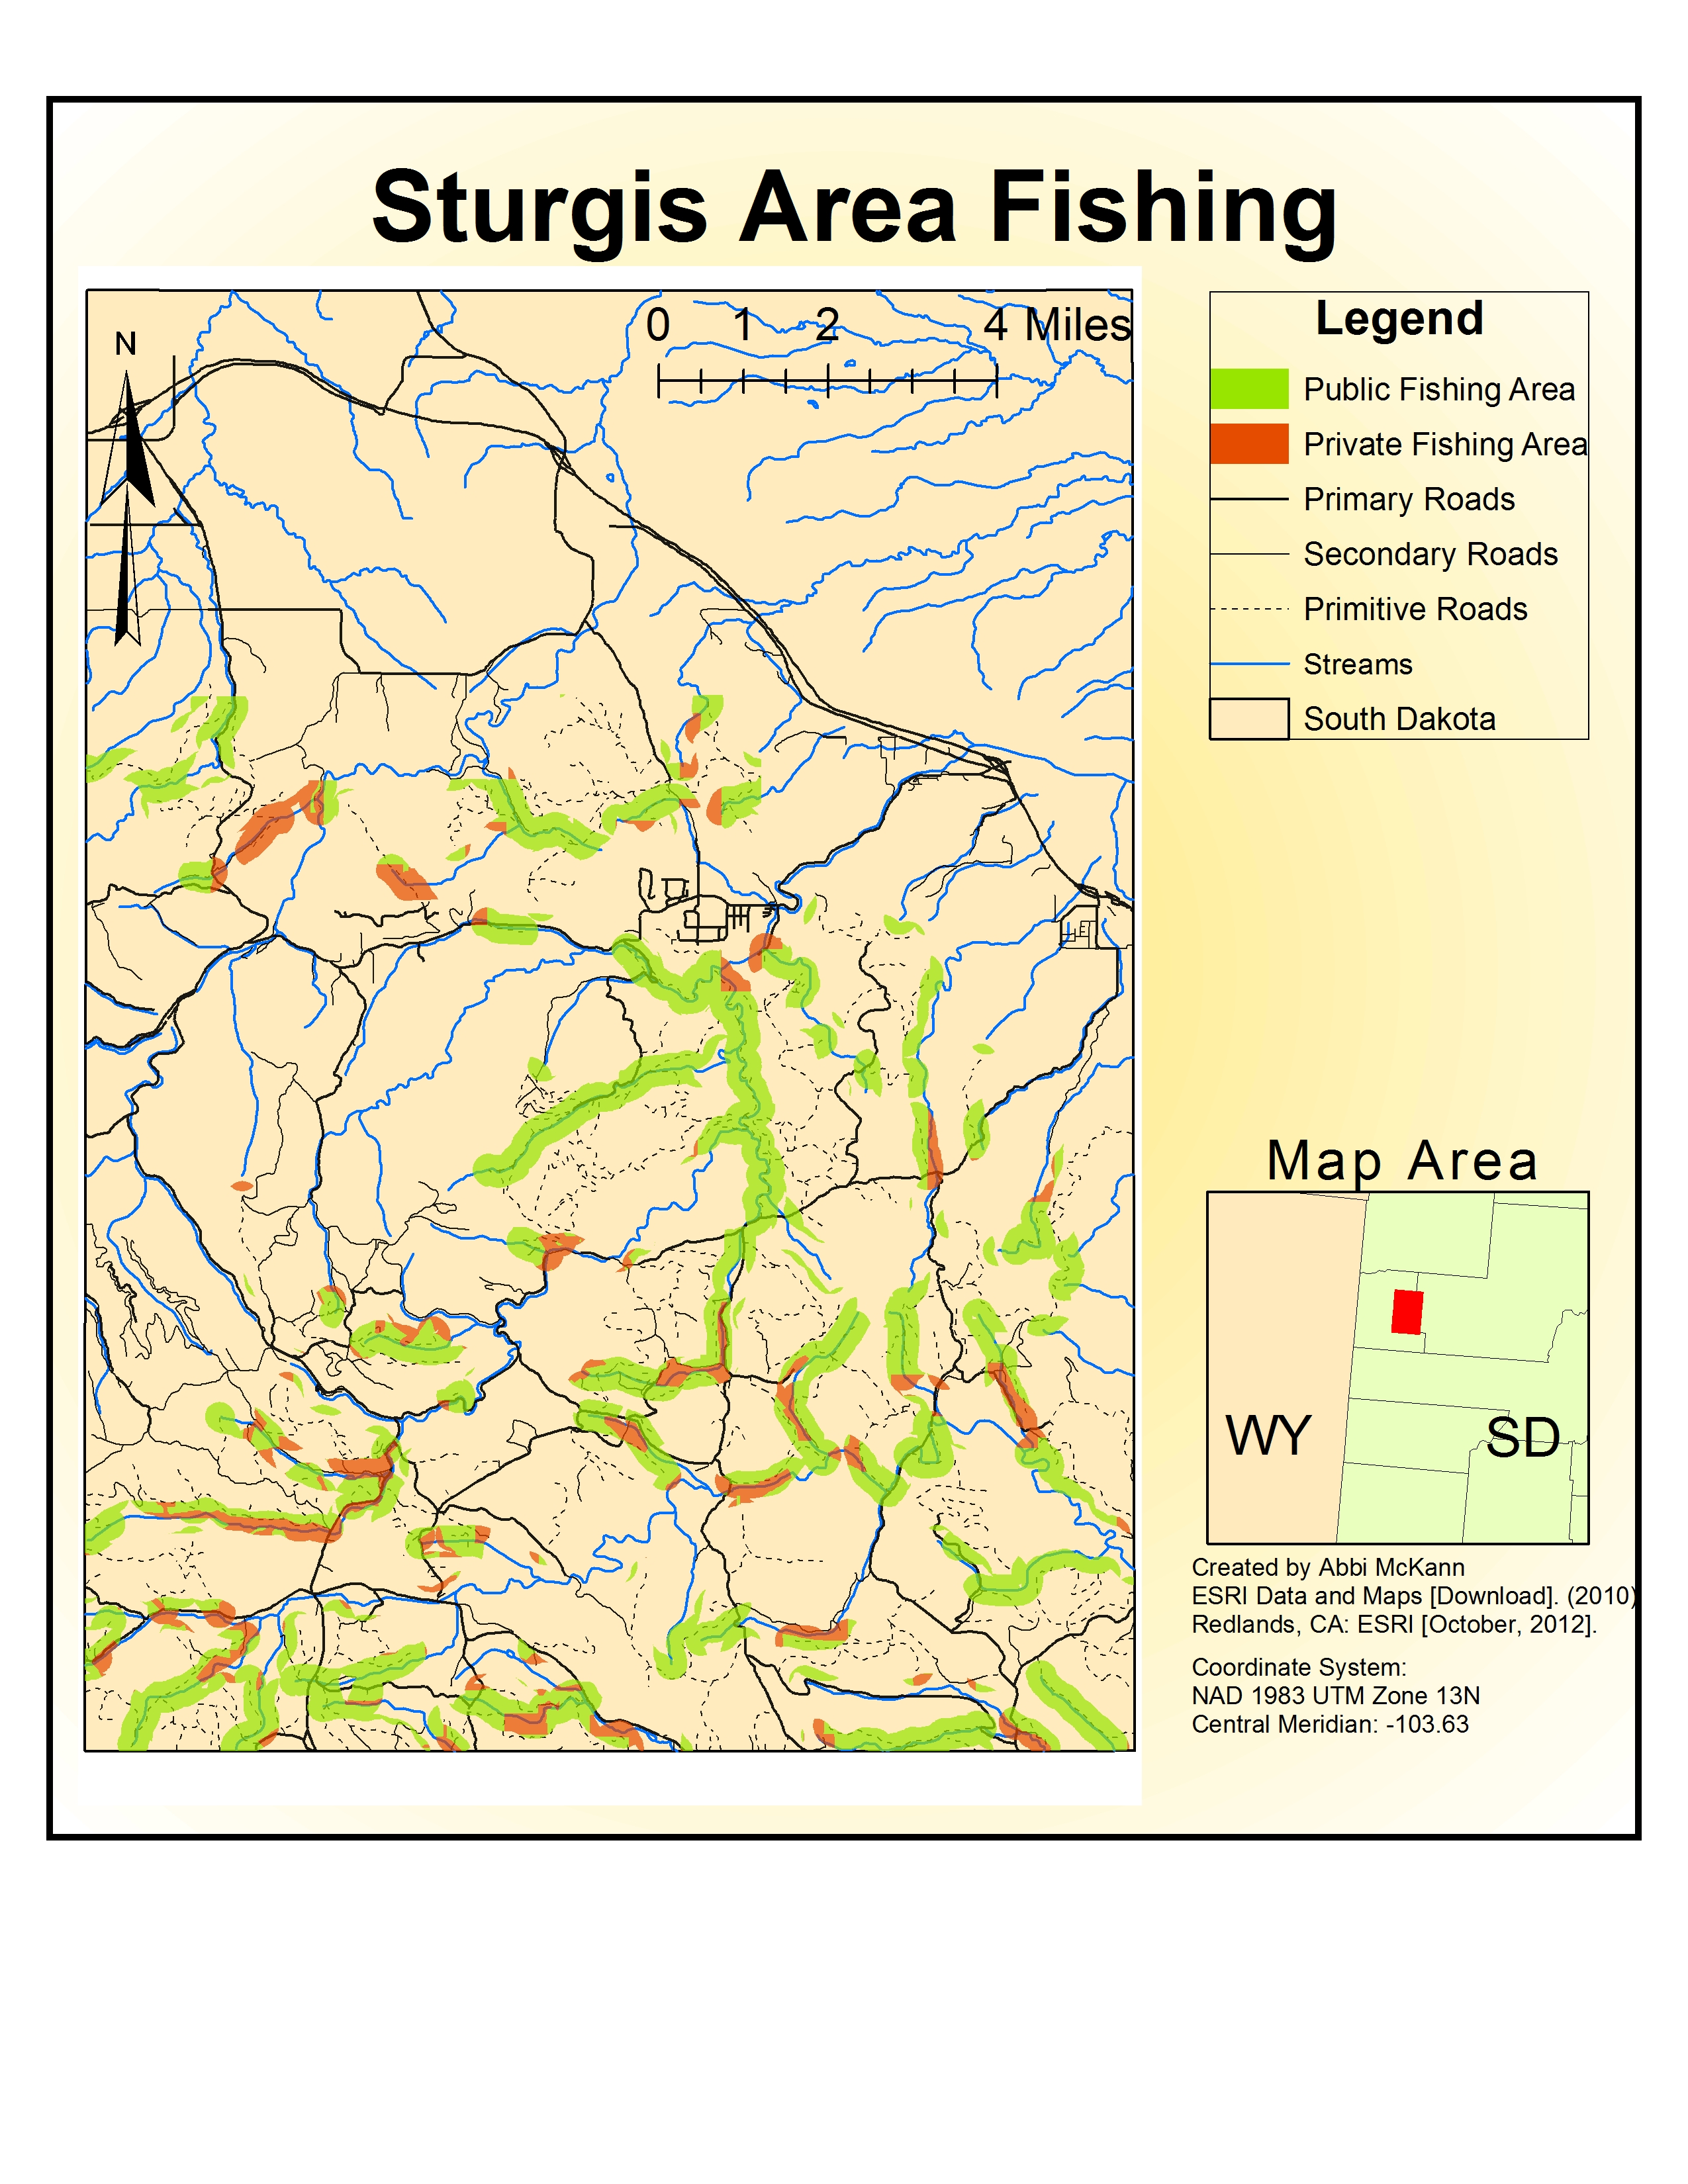 Sturgis Area Fishing
N
0 1 2 4 Miles
Legend
Public Fishing Area
Private Fishing Area
Primary Roads
Secondary Roads
Primitive Roads
Streams
South Dakota
Map Area
WY
SD
Created by Abbi McKann
ESRI Data and Maps [Download]. (2010)
Redlands, CA: ESRI [October, 2012].
Coordinate System:
NAD 1983 UTM Zone 13N
Central Meridian: -103.63